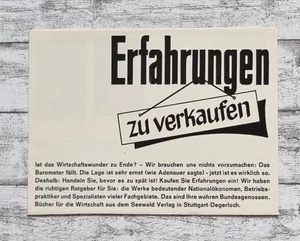 Erfahrungen
zu verkaufen
Ist das Wirtschaftswunder zu Ende? - Wir brauchen uns nichts vorzumachen: Das
Barometer fällt. Die Lage ist sehr ernst (wie Adenauer sagte) - jetzt ist es wirklich so.
Deshalb: Handeln Sie, bevor es zu spät ist! Kaufen Sie Erfahrungen ein! Wir haben
die richtigen Ratgeber für Sie: die Werke bedeutender Nationalökonomen, Betriebs-
praktiker und Spezialisten vieler Fachgebiete. Das sind Ihre wahren Bundesgenossen.
Bücher für die Wirtschaft aus dem Seewald Verlag in Stuttgart-Degerloch.